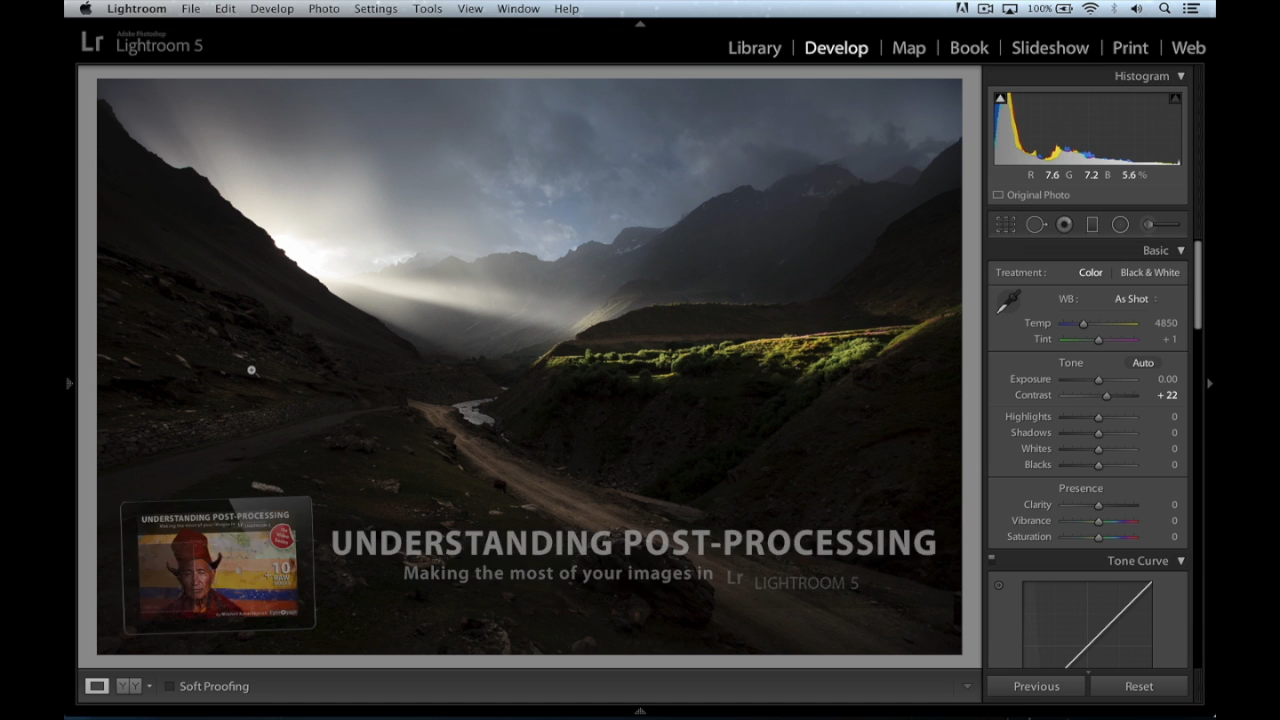 Lightroom File Edit Develop Photo Settings Tools View Window Help 100%
Lr Adobe Photoshop
Lightroom 5
Library | Develop | Map | Book | Slideshow | Print | Web
Histogram
R 7.6 G 7.2 B 5.6 %
Original Photo
Basic
Treatment : Color Black & White
WB : As Shot
Temp 4850
Tint + 1
Tone Auto
Exposure 0.00
Contrast + 22
Highlights 0
Shadows 0
Whites 0
Blacks 0
Presence
Clarity 0
Vibrance 0
Saturation 0
Tone Curve
UNDERSTANDING POST-PROCESSING
10
UNDERSTANDING POST-PROCESSING
Making the most of your images in Lr LIGHTROOM 5
YY Soft Proofing
Previous Reset